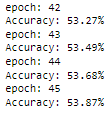 epoch: 42
Accuracy: 53.27%
epoch: 43
Accuracy: 53.49%
epoch: 44
Accuracy: 53.68%
epoch: 45
Accuracy: 53.87%